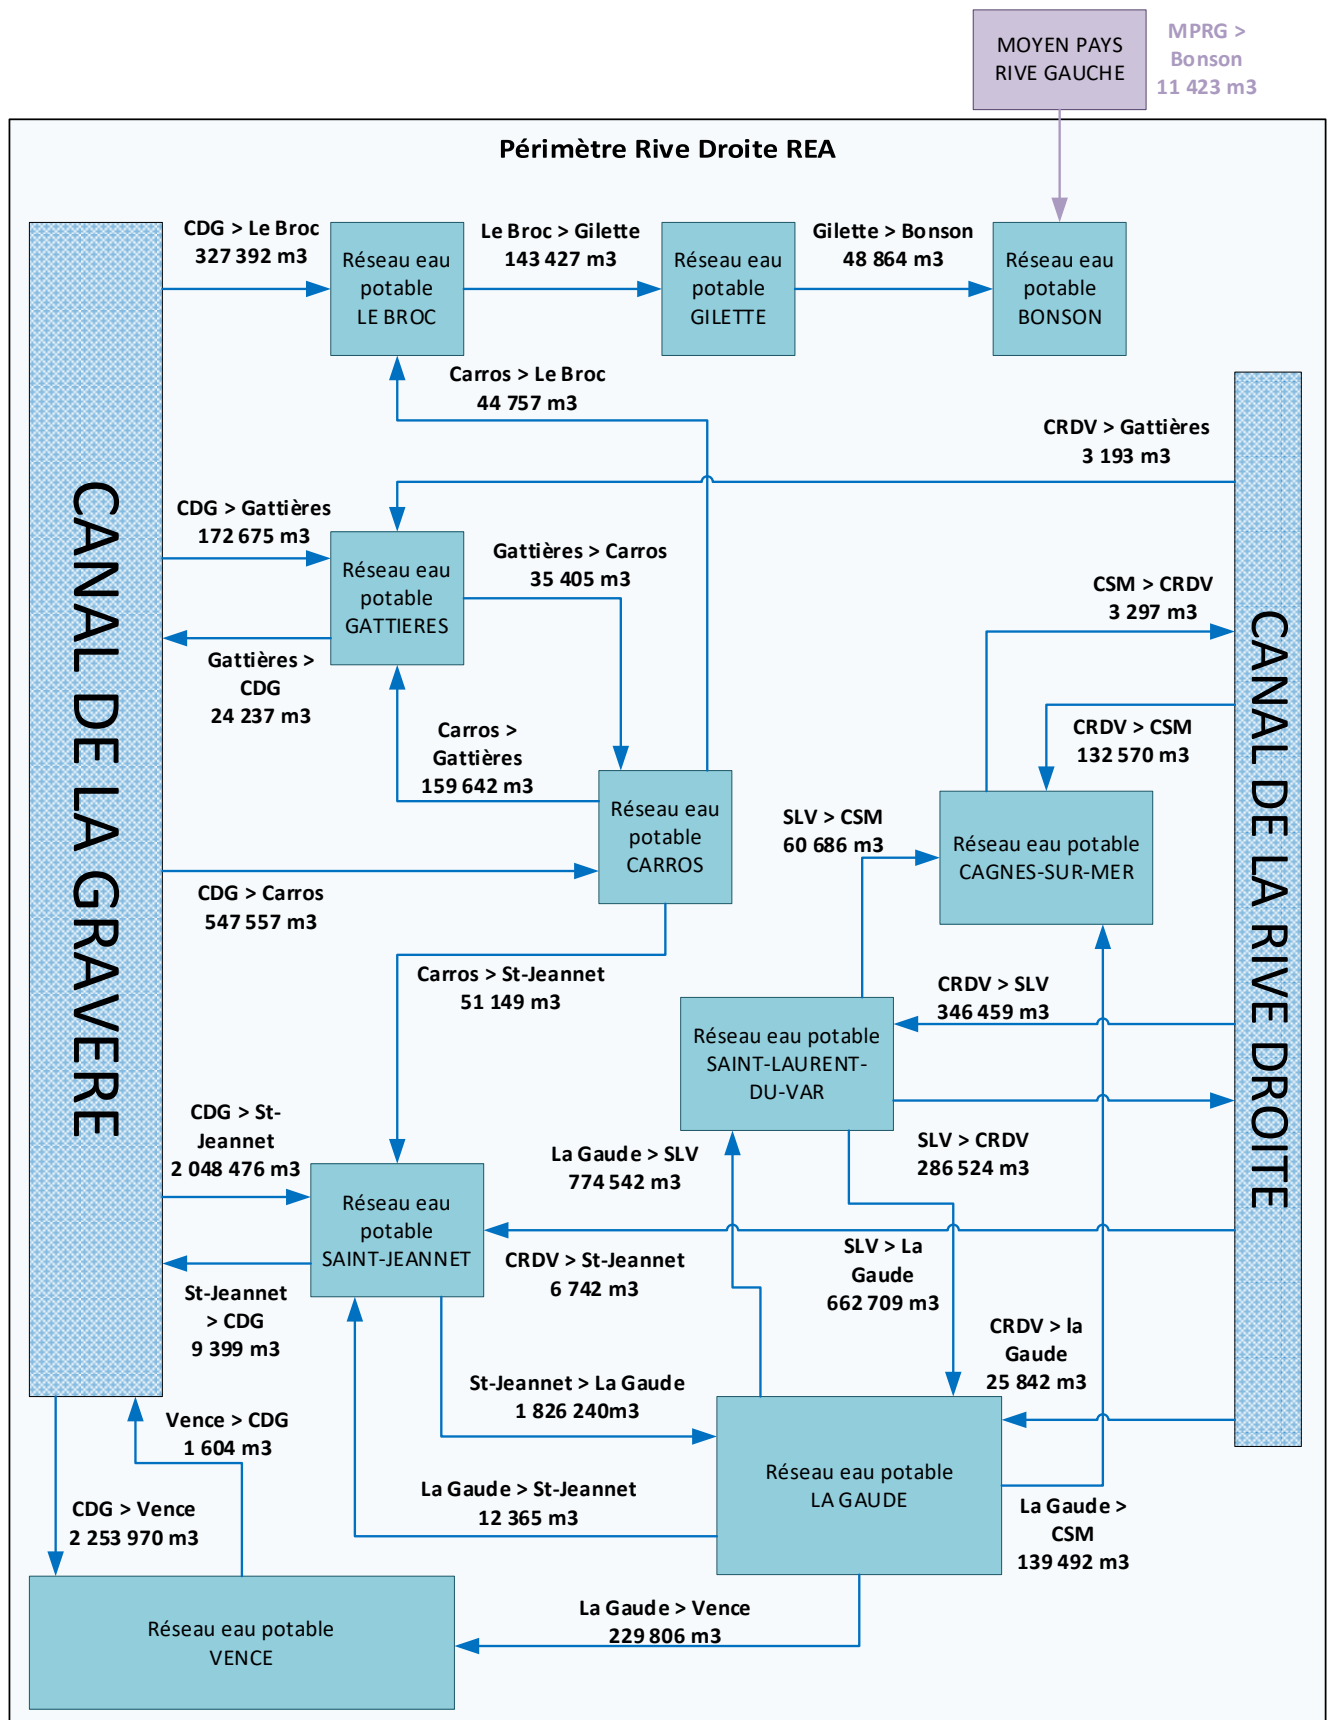 MOYEN PAYS
RIVE GAUCHE
MPRG >
Bonson
11 423 m3
Périmètre Rive Droite REA
CDG > Le Broc
327 392 m3
Le Broc > Gilette
143 427 m3
Gilette > Bonson
48 864 m3
Réseau eau
potable
LE BROC
Réseau eau
potable
GILETTE
Réseau eau
potable
BONSON
Carros > Le Broc
44 757 m3
CRDV > Gattières
3 193 m3
CANAL DE LA GRAVERE
CDG > Gattières
172 675 m3
Réseau eau
potable
GATTIERES
Gattières > Carros
35 405 m3
Gattières >
CDG
24 237 m3
Carros >
Gattières
159 642 m3
CSM > CRDV
3 297 m3
CANAL DE LA RIVE DROITE
CRDV > CSM
132 570 m3
Réseau eau
potable
CARROS
SLV > CSM
60 686 m3
Réseau eau potable
CAGNES-SUR-MER
CDG > Carros
547 557 m3
Carros > St-Jeannet
51 149 m3
CRDV > SLV
346 459 m3
Réseau eau potable
SAINT-LAURENT-
DU-VAR
CDG > St-
Jeannet
2 048 476 m3
La Gaude > SLV
774 542 m3
SLV > CRDV
286 524 m3
Réseau eau
potable
SAINT-JEANNET
CRDV > St-Jeannet
6 742 m3
SLV > La
Gaude
662 709 m3
St-Jeannet
> CDG
9 399 m3
CRDV > la
Gaude
25 842 m3
St-Jeannet > La Gaude
1 826 240m3
Vence > CDG
1 604 m3
Réseau eau potable
LA GAUDE
La Gaude > St-Jeannet
12 365 m3
CDG > Vence
2 253 970 m3
La Gaude >
CSM
139 492 m3
La Gaude > Vence
229 806 m3
Réseau eau potable
VENCE